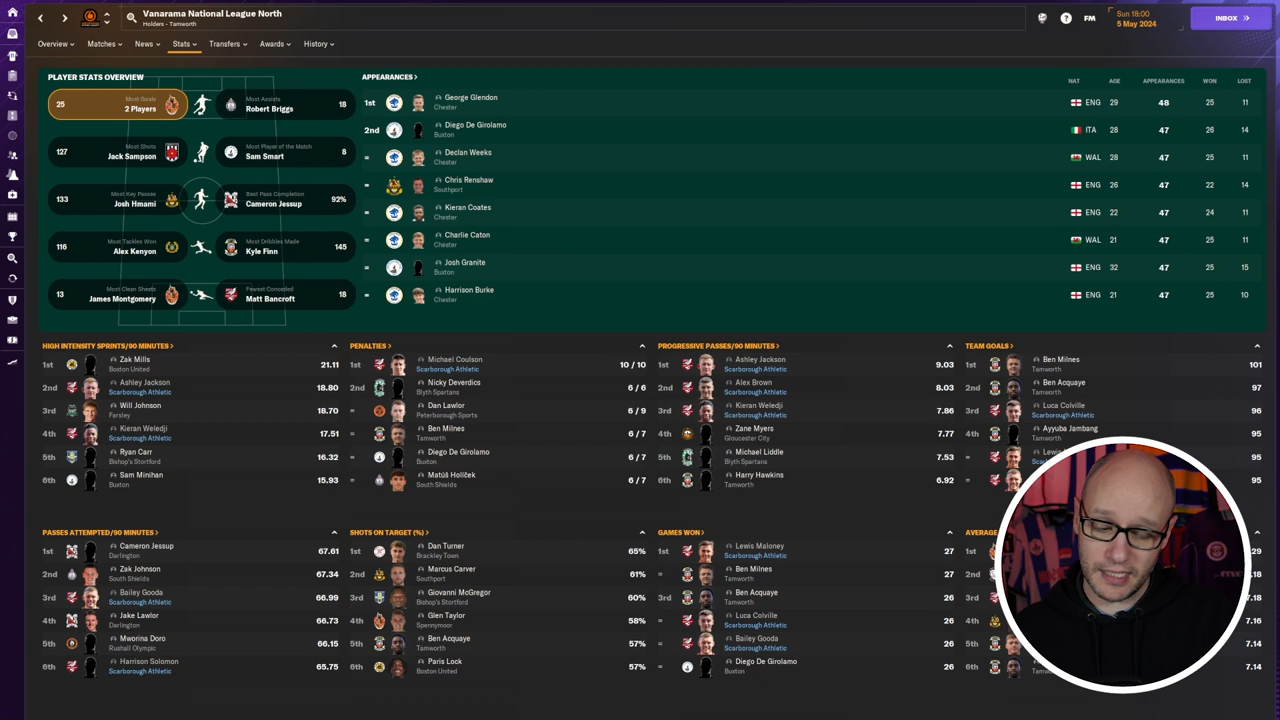 Vanarama National League North
Holders - Tamworth
FM
Sun 18:00
5 May 2024
INBOX
Overview
Matches
News
Stats
Transfers
Awards
History
PLAYER STATS OVERVIEW
25 Most Goals 2 Players
Most Assists Robert Briggs 18
127 Most Shots Jack Sampson
Most Player of the Match Sam Smart 8
133 Most Key Passes Josh Hmami
Best Pass Completion Cameron Jessup 92%
116 Most Tackles Won Alex Kenyon
Most Dribbles Made Kyle Finn 145
13 Most Clean Sheets James Montgomery
Fewest Conceded Matt Bancroft 18
APPEARANCES >
NAT AGE APPEARANCES WON LOST
1st George Glendon Chester ENG 29 48 25 11
2nd Diego De Girolamo Buxton ITA 28 47 26 14
= Declan Weeks Chester WAL 28 47 25 11
= Chris Renshaw Southport ENG 26 47 22 14
= Kieran Coates Chester ENG 22 47 24 11
= Charlie Caton Chester WAL 21 47 25 11
= Josh Granite Buxton ENG 32 47 25 15
= Harrison Burke Chester ENG 21 47 25 10
HIGH INTENSITY SPRINTS/90 MINUTES >
1st Zak Mills Boston United 21.11
2nd Ashley Jackson Scarborough Athletic 18.80
3rd Will Johnson Farsley 18.70
4th Kieran Weledji Scarborough Athletic 17.51
5th Ryan Carr Bishop's Stortford 16.32
6th Sam Minihan Buxton 15.93
PENALTIES >
1st Michael Coulson Scarborough Athletic 10 / 10
2nd Nicky Deverdics Blyth Spartans 6 / 6
= Dan Lawlor Peterborough Sports 6 / 9
= Ben Milnes Tamworth 6 / 7
= Diego De Girolamo Buxton 6 / 7
= Matúš Holíček South Shields 6 / 7
PROGRESSIVE PASSES/90 MINUTES >
1st Ashley Jackson Scarborough Athletic 9.03
2nd Alex Brown Scarborough Athletic 8.03
3rd Kieran Weledji Scarborough Athletic 7.86
4th Zane Myers Gloucester City 7.77
5th Michael Liddle Blyth Spartans 7.53
6th Harry Hawkins Tamworth 6.92
TEAM GOALS >
1st Ben Milnes Tamworth 101
2nd Ben Acquaye Tamworth 97
3rd Luca Colville Scarborough Athletic 96
4th Ayyuba Jambang Tamworth 95
5th 95
= 95
PASSES ATTEMPTED/90 MINUTES >
1st Cameron Jessup Darlington 67.61
2nd Zak Johnson South Shields 67.34
3rd Bailey Gooda Scarborough Athletic 66.99
4th Jake Lawlor Darlington 66.73
5th Mworina Doro Rushall Olympic 66.15
6th Harrison Solomon Scarborough Athletic 65.75
SHOTS ON TARGET (%) >
1st Dan Turner Brackley Town 65%
2nd Marcus Carver Southport 61%
3rd Giovanni McGregor Bishop's Stortford 60%
4th Glen Taylor Spennymoor 58%
5th Ben Acquaye Tamworth 57%
6th Paris Lock Boston United 57%
GAMES WON >
1st Lewis Maloney Scarborough Athletic 27
= Ben Milnes Tamworth 27
= Ben Acquaye Tamworth 26
= Luca Colville Scarborough Athletic 26
= Bailey Gooda Scarborough Athletic 26
= Diego De Girolamo Buxton 26
AVERAGE
1st
2nd
3rd 7.18
4th 7.16
5th 7.14
6th 7.14